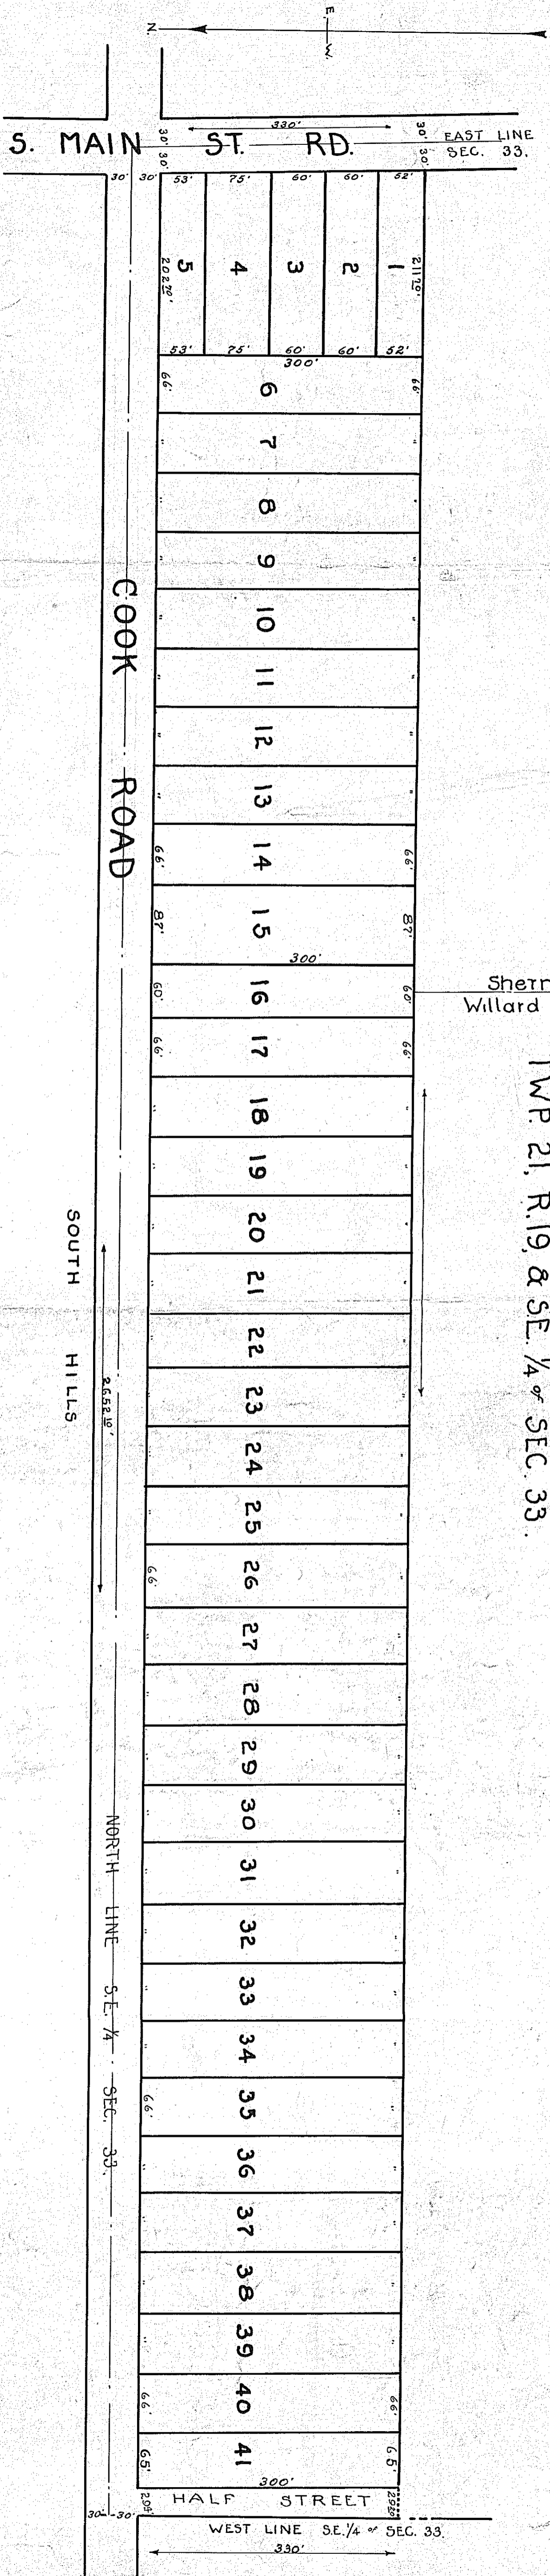 N.
E.
W.
S. MAIN ST. RD.
330'
30' 30'
30' 30'
EAST LINE
SEC. 33.
30' 30' 53' 75' 60' 60' 52'
202 70' 5 4 3 2 1 211 70'
53' 75' 60' 60' 52'
300'
66' 6 66'
" 7 "
8 "
" 9 "
" 10 "
" 11 "
" 12 "
" 13 "
66' 14 66'
87' 15 87'
300'
60' 16 60'
66' 17 66'
" 18 "
" 19 "
" 20 "
" 21 "
" 22 "
" 23 "
24 "
" 25 "
66' 26
" 27 "
" 28 "
" 29 "
" 30 "
" 31 "
" 32 "
" 33 "
" 34 "
66' 35 "
" 36 "
" 37 "
" 38 "
" 39 "
66' 40 66'
65' 41 65'
300'
COOK ROAD
Willard
TWP. 21, R. 19, & S.E. 1/4 of SEC. 33.
SOUTH HILLS
2652 10'
NORTH LINE S.E. 1/4 SEC. 33.
HALF STREET
30' 30'
WEST LINE S.E. 1/4 of SEC. 33.
330'